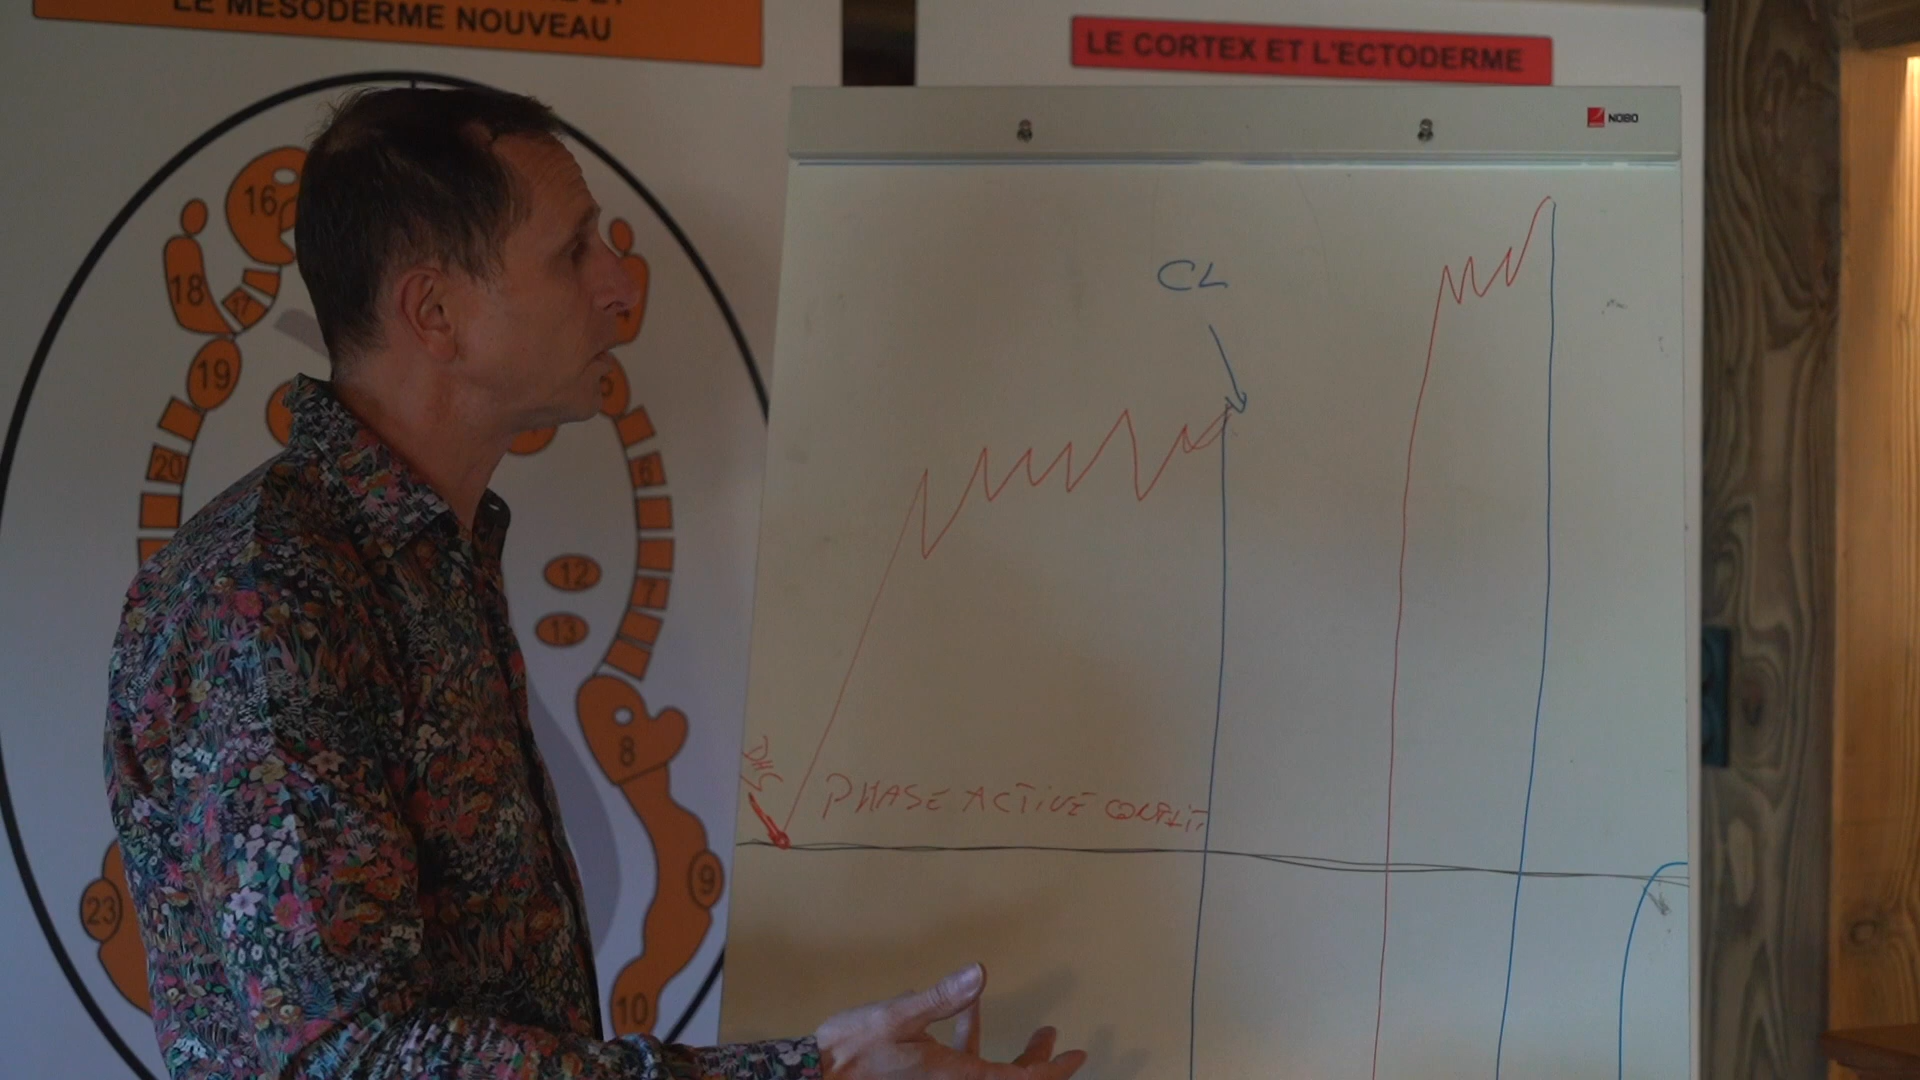 LE MÉSODERME NOUVEAU
LE CORTEX ET L'ECTODERME
NOBO
16
18
17
19
20
6
7
12
13
8
9
10
23
CL
DHS
PHASE ACTIVE CONFLIT